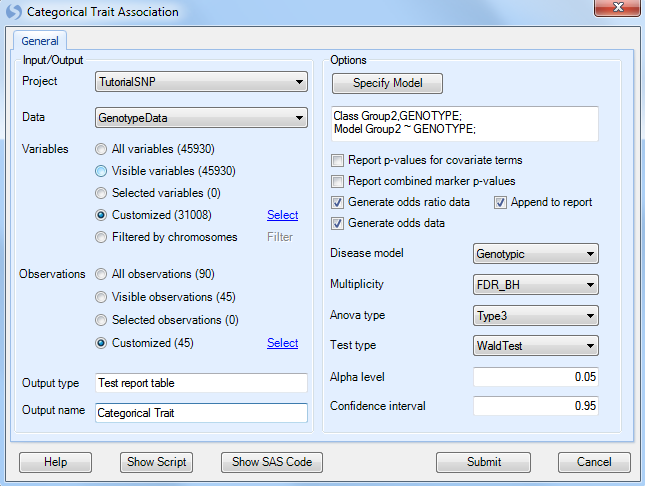 Categorical Trait Association
General
Input/Output
Project
TutorialSNP
Data
GenotypeData
Variables
All variables (45930)
Visible variables (45930)
Selected variables (0)
Customized (31008)
Select
Filtered by chromosomes
Filter
Observations
All observations (90)
Visible observations (45)
Selected observations (0)
Customized (45)
Select
Output type
Test report table
Output name
Categorical Trait
Options
Specify Model
Class Group2,GENOTYPE;
Model Group2 ~ GENOTYPE;
Report p-values for covariate terms
Report combined marker p-values
Generate odds ratio data
Append to report
Generate odds data
Disease model
Genotypic
Multiplicity
FDR_BH
Anova type
Type3
Test type
WaldTest
Alpha level
0.05
Confidence interval
0.95
Help
Show Script
Show SAS Code
Submit
Cancel